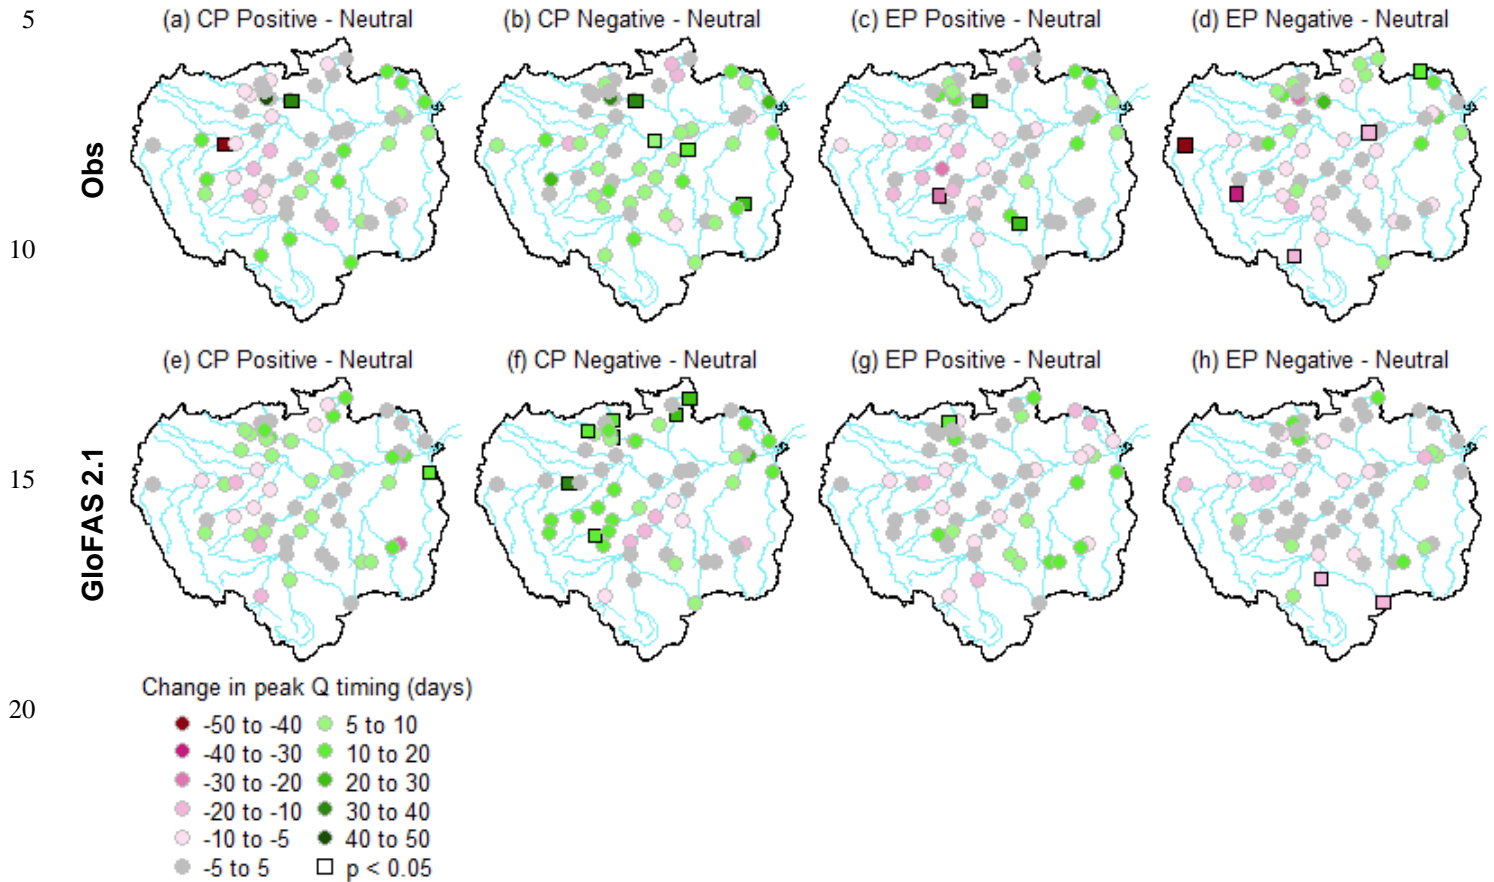 5
(a) CP Positive - Neutral
(b) CP Negative - Neutral
(c) EP Positive - Neutral
(d) EP Negative - Neutral
Obs
10
(e) CP Positive - Neutral
(f) CP Negative - Neutral
(g) EP Positive - Neutral
(h) EP Negative - Neutral
15
GloFAS 2.1
Change in peak Q timing (days)
20
-50 to -40
-40 to -30
-30 to -20
-20 to -10
-10 to -5
-5 to 5
5 to 10
10 to 20
20 to 30
30 to 40
40 to 50
p < 0.05